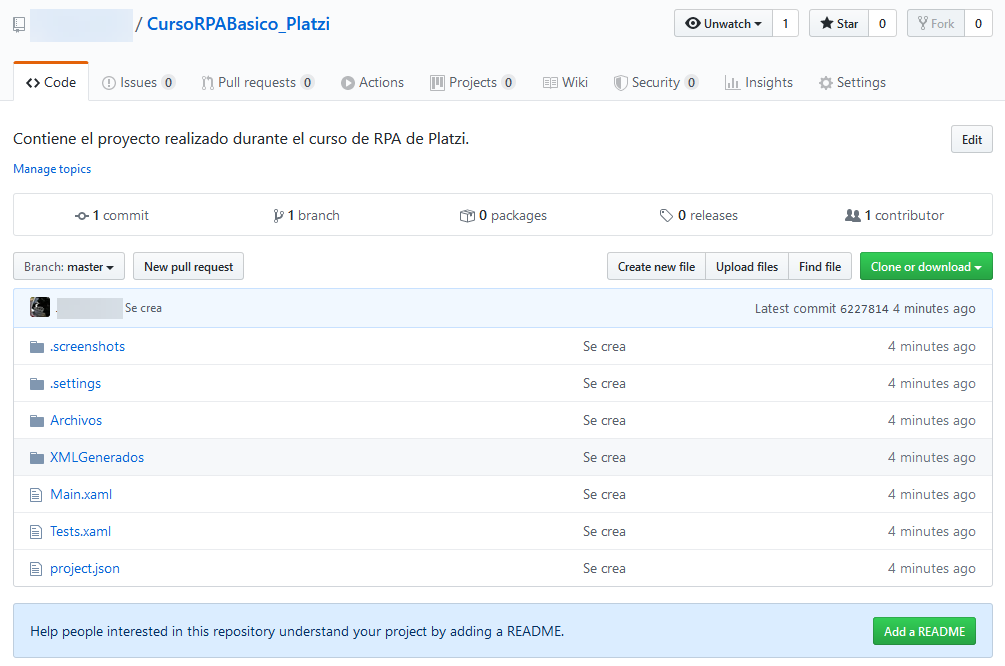 / CursoRPABasico_Platzi Unwatch 1 Star 0 Fork 0
Code Issues 0 Pull requests 0 Actions Projects 0 Wiki Security 0 Insights Settings
Contiene el proyecto realizado durante el curso de RPA de Platzi. Edit
Manage topics
1 commit 1 branch 0 packages 0 releases 1 contributor
Branch: master New pull request Create new file Upload files Find file Clone or download
Se crea Latest commit 6227814 4 minutes ago
.screenshots Se crea 4 minutes ago
.settings Se crea 4 minutes ago
Archivos Se crea 4 minutes ago
XMLGenerados Se crea 4 minutes ago
Main.xaml Se crea 4 minutes ago
Tests.xaml Se crea 4 minutes ago
project.json Se crea 4 minutes ago
Help people interested in this repository understand your project by adding a README. Add a README